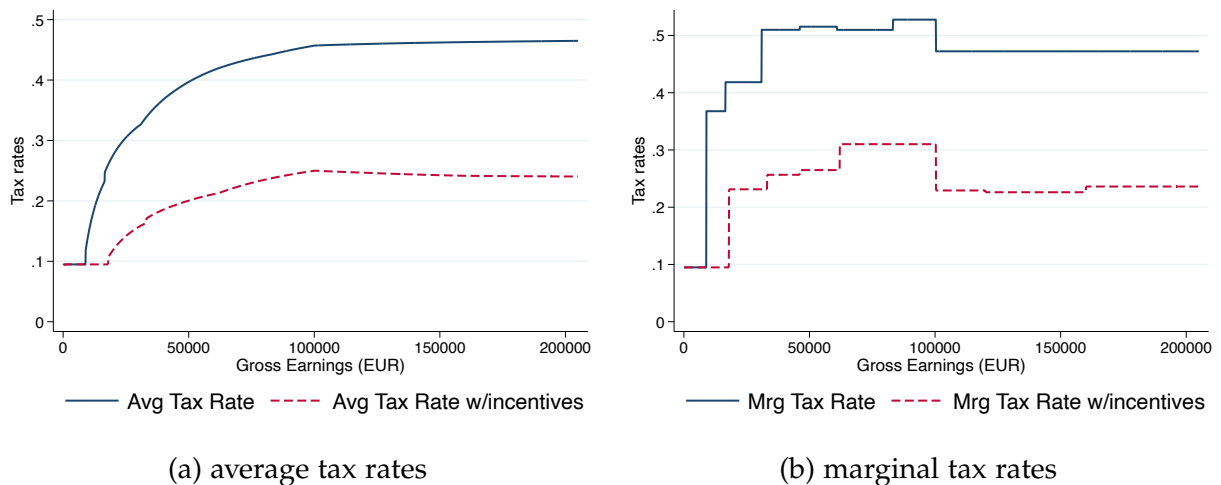 .5
.4
.3
.2
.1
0
Tax rates
0 50000 100000 150000 200000
Gross Earnings (EUR)
Avg Tax Rate Avg Tax Rate w/incentives
(a) average tax rates
.5
.4
.3
.2
.1
0
Tax rates
0 50000 100000 150000 200000
Gross Earnings (EUR)
Mrg Tax Rate Mrg Tax Rate w/incentives
(b) marginal tax rates